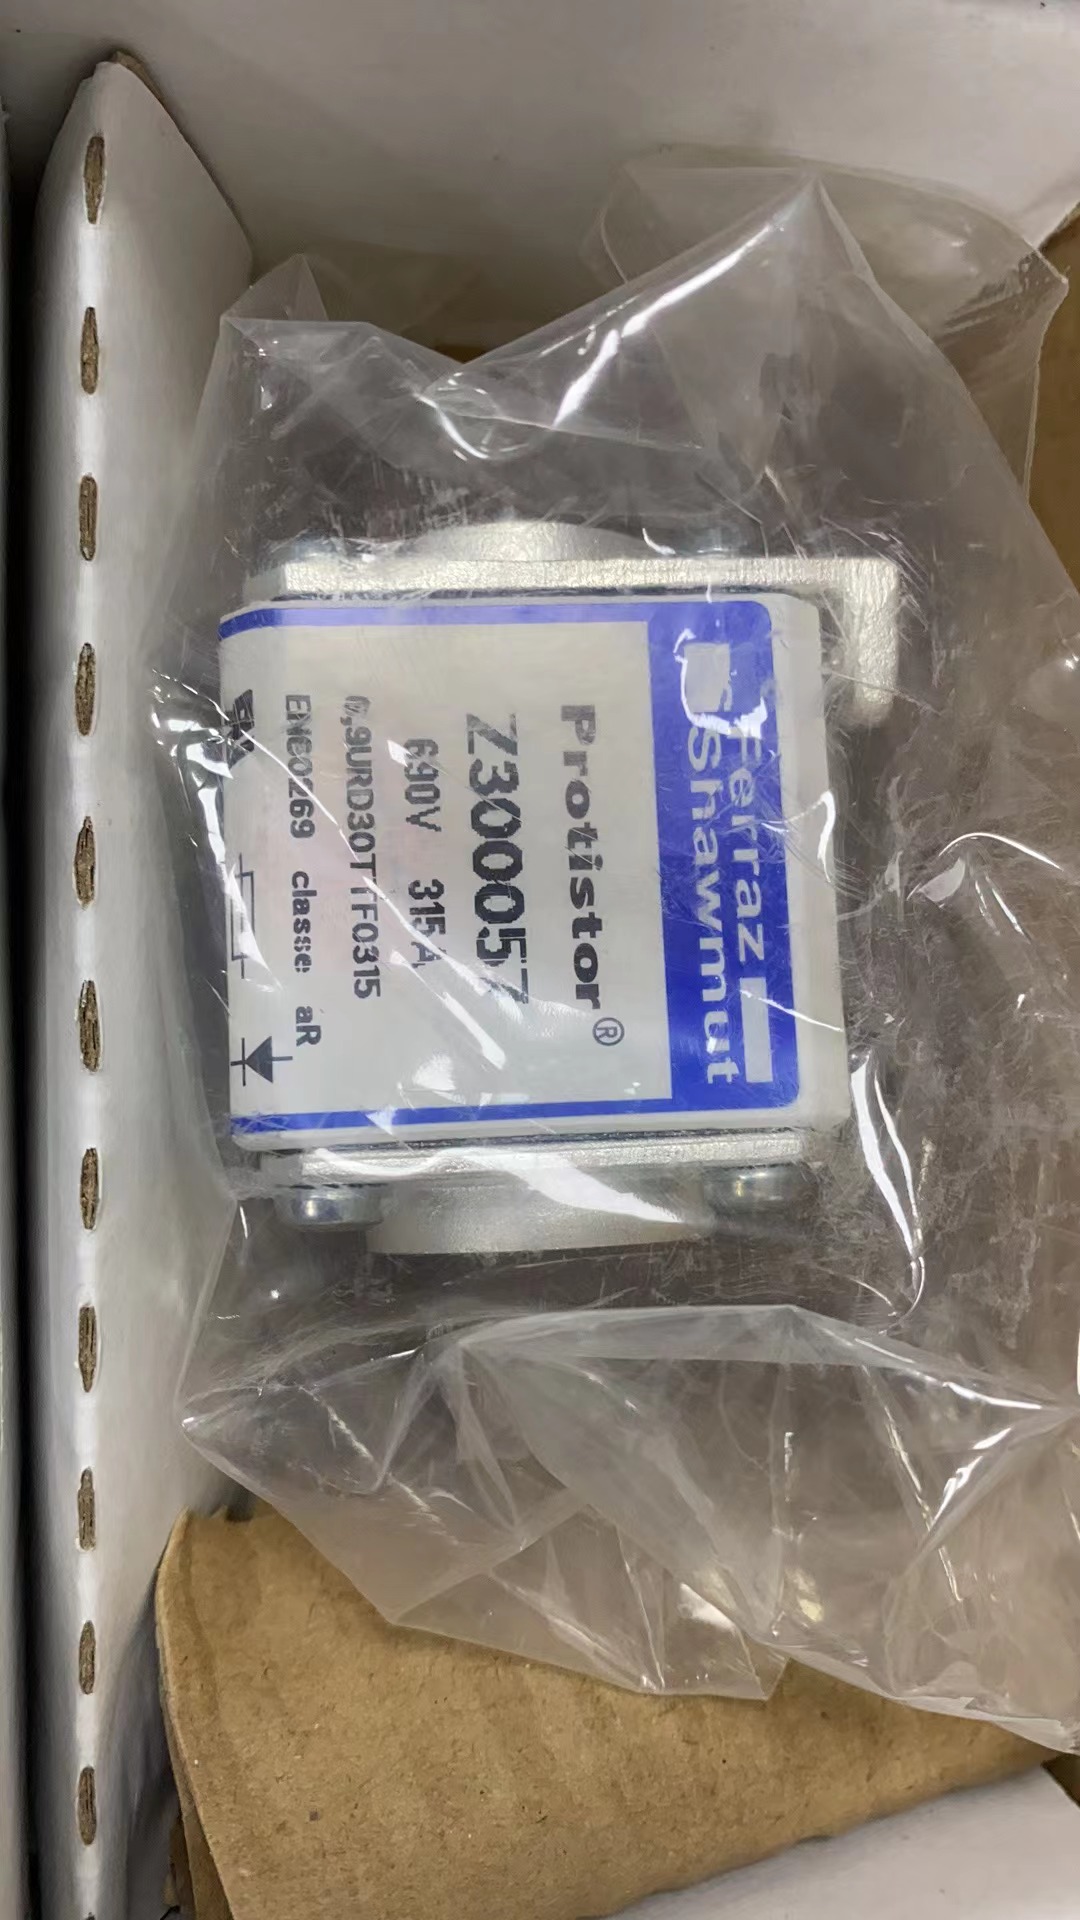 Ferraz
Shawmut
Protistor®
Z300057
690V 315A
6,9URD30TTF0315
EN60269 classe aR